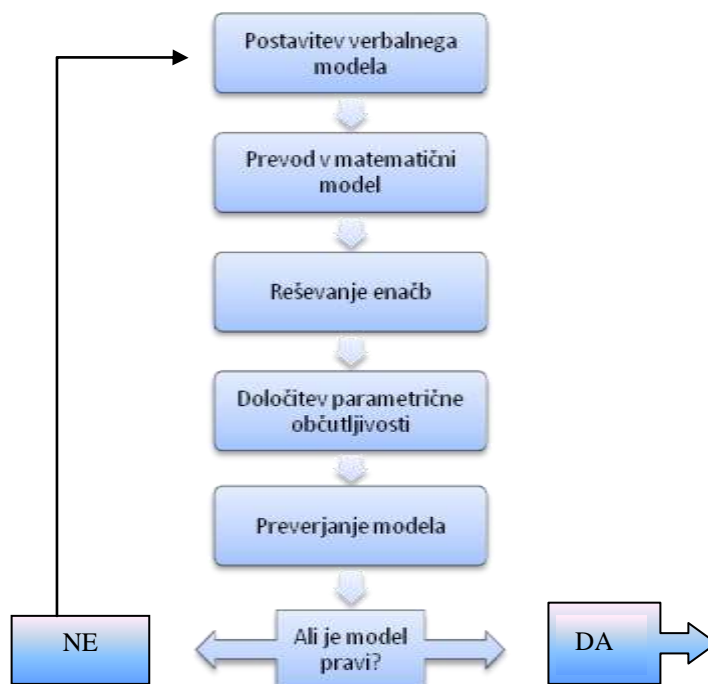 Postavitev verbalnega
modela
Prevod v matematični
model
Reševanje enačb
Določitev parametrične
občutljivosti
Preverjanje modela
NE
Ali je model
pravi?
DA